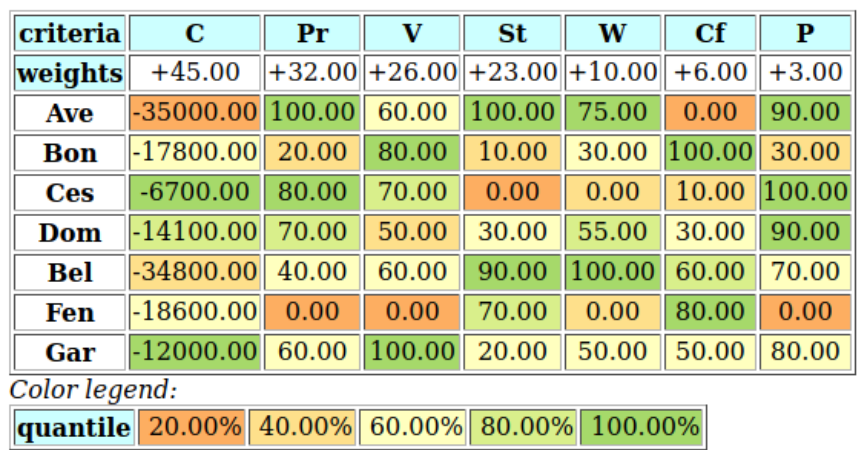 criteria C Pr V St W Cf P
weights +45.00 +32.00 +26.00 +23.00 +10.00 +6.00 +3.00
Ave -35000.00 100.00 60.00 100.00 75.00 0.00 90.00
Bon -17800.00 20.00 80.00 10.00 30.00 100.00 30.00
Ces -6700.00 80.00 70.00 0.00 0.00 10.00 100.00
Dom -14100.00 70.00 50.00 30.00 55.00 30.00 90.00
Bel -34800.00 40.00 60.00 90.00 100.00 60.00 70.00
Fen -18600.00 0.00 0.00 70.00 0.00 80.00 0.00
Gar -12000.00 60.00 100.00 20.00 50.00 50.00 80.00
Color legend:
quantile 20.00% 40.00% 60.00% 80.00% 100.00%